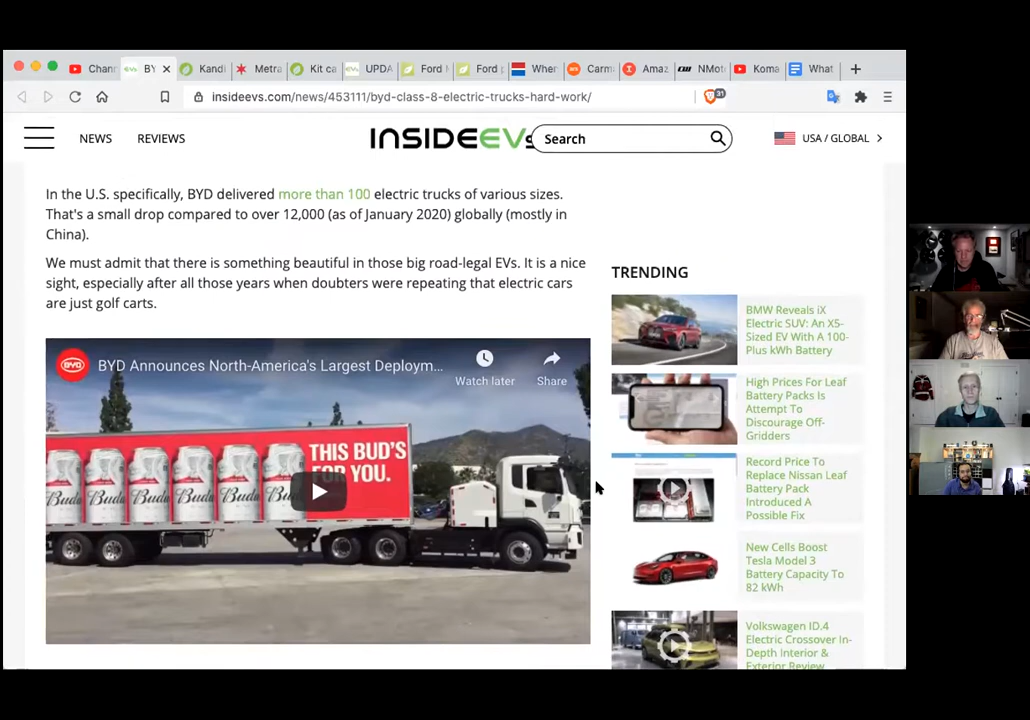 Chann
BY
Kandi
Metra
Kit ca
UPDA
Ford M
Ford p
When
Carma
Amaz
NMot
Koma
What
insideevs.com/news/453111/byd-class-8-electric-trucks-hard-work/
31
NEWS
REVIEWS
INSIDEEVs
Search
USA / GLOBAL
In the U.S. specifically, BYD delivered more than 100 electric trucks of various sizes.
That's a small drop compared to over 12,000 (as of January 2020) globally (mostly in
China).
We must admit that there is something beautiful in those big road-legal EVs. It is a nice
sight, especially after all those years when doubters were repeating that electric cars
are just golf carts.
BYD
BYD Announces North-America's Largest Deploym...
Watch later
Share
THIS BUD'S
FOR YOU.
TRENDING
BMW Reveals iX
Electric SUV: An X5-
Sized EV With A 100-
Plus kWh Battery
High Prices For Leaf
Battery Packs Is
Attempt To
Discourage Off-
Gridders
Record Price To
Replace Nissan Leaf
Battery Pack
Introduced A
Possible Fix
New Cells Boost
Tesla Model 3
Battery Capacity To
82 kWh
Volkswagen ID.4
Electric Crossover In-
Depth Interior &
Exterior Review